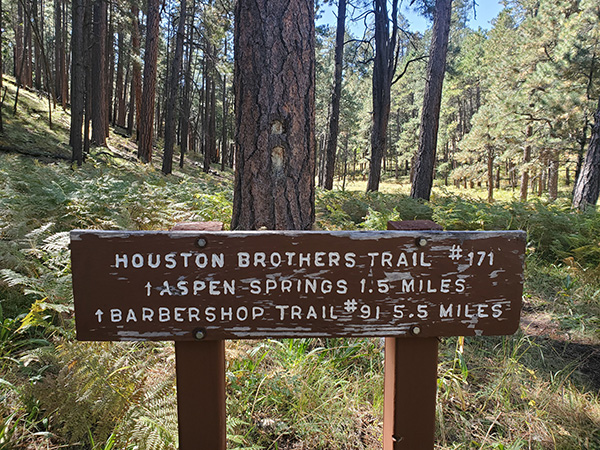 HOUSTON BROTHERS TRAIL #171
↑ASPEN SPRINGS 1.5 MILES
↑BARBERSHOP TRAIL #91 5.5 MILES